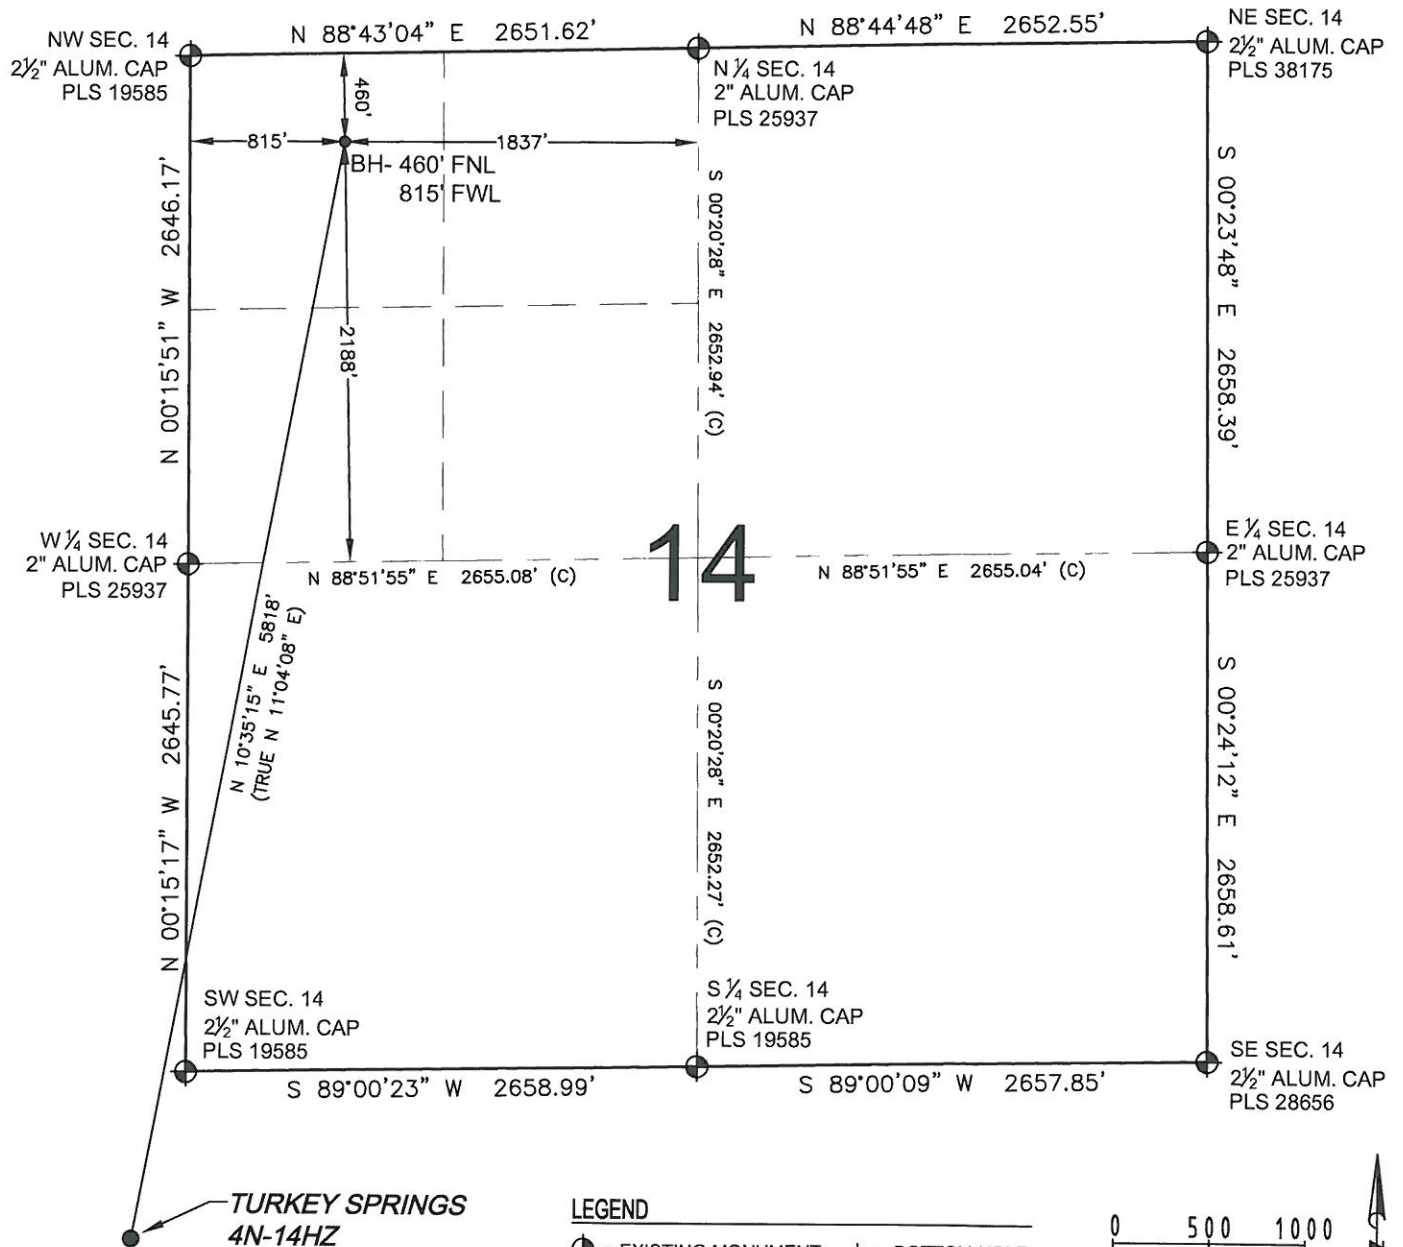 N 88°43'04" E 2651.62'
N 88°44'48" E 2652.55'
NW SEC. 14
2½" ALUM. CAP
PLS 19585
N ¼ SEC. 14
2" ALUM. CAP
PLS 25937
NE SEC. 14
2½" ALUM. CAP
PLS 38175
460'
815'
1837'
BH- 460' FNL
815' FWL
N 00°15'51" W 2646.17'
2188'
S 00°20'28" E 2652.94' (C)
S 00°23'48" E 2658.39'
W ¼ SEC. 14
2" ALUM. CAP
PLS 25937
N 88°51'55" E 2655.08' (C)
14
N 88°51'55" E 2655.04' (C)
E ¼ SEC. 14
2" ALUM. CAP
PLS 25937
N 10°35'15" E 5818'
(TRUE N 11°04'08" E)
N 00°15'17" W 2645.77'
S 00°20'28" E 2652.27' (C)
S 00°24'12" E 2658.61'
SW SEC. 14
2½" ALUM. CAP
PLS 19585
S ¼ SEC. 14
2½" ALUM. CAP
PLS 19585
SE SEC. 14
2½" ALUM. CAP
PLS 28656
S 89°00'23" W 2658.99'
S 89°00'09" W 2657.85'
TURKEY SPRINGS
4N-14HZ
LEGEND
0 500 1000